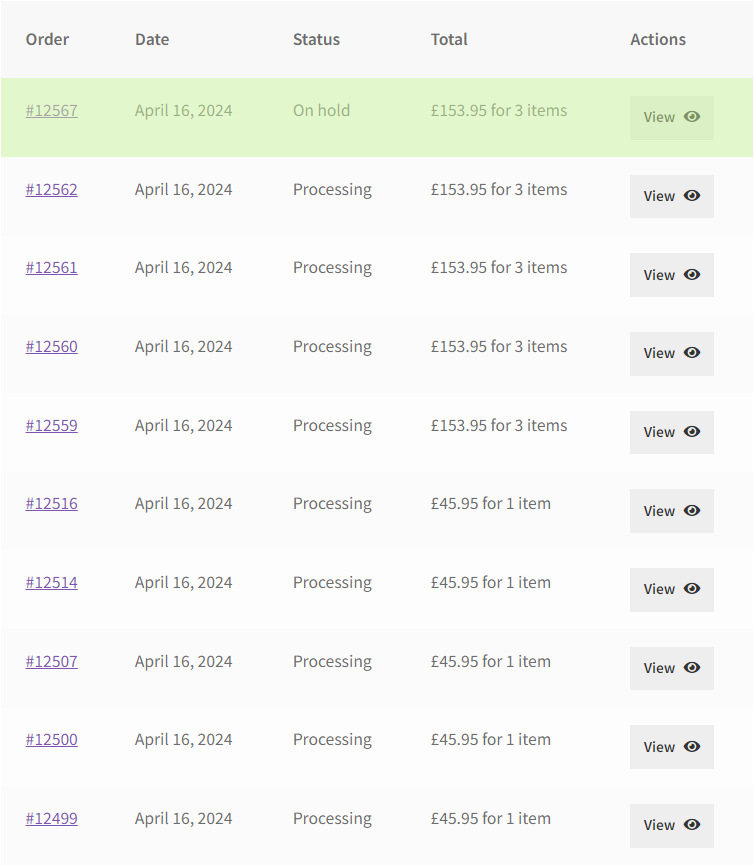 Order Date Status Total Actions
#12567 April 16, 2024 On hold £153.95 for 3 items View
#12562 April 16, 2024 Processing £153.95 for 3 items View
#12561 April 16, 2024 Processing £153.95 for 3 items View
#12560 April 16, 2024 Processing £153.95 for 3 items View
#12559 April 16, 2024 Processing £153.95 for 3 items View
#12516 April 16, 2024 Processing £45.95 for 1 item View
#12514 April 16, 2024 Processing £45.95 for 1 item View
#12507 April 16, 2024 Processing £45.95 for 1 item View
#12500 April 16, 2024 Processing £45.95 for 1 item View
#12499 April 16, 2024 Processing £45.95 for 1 item View